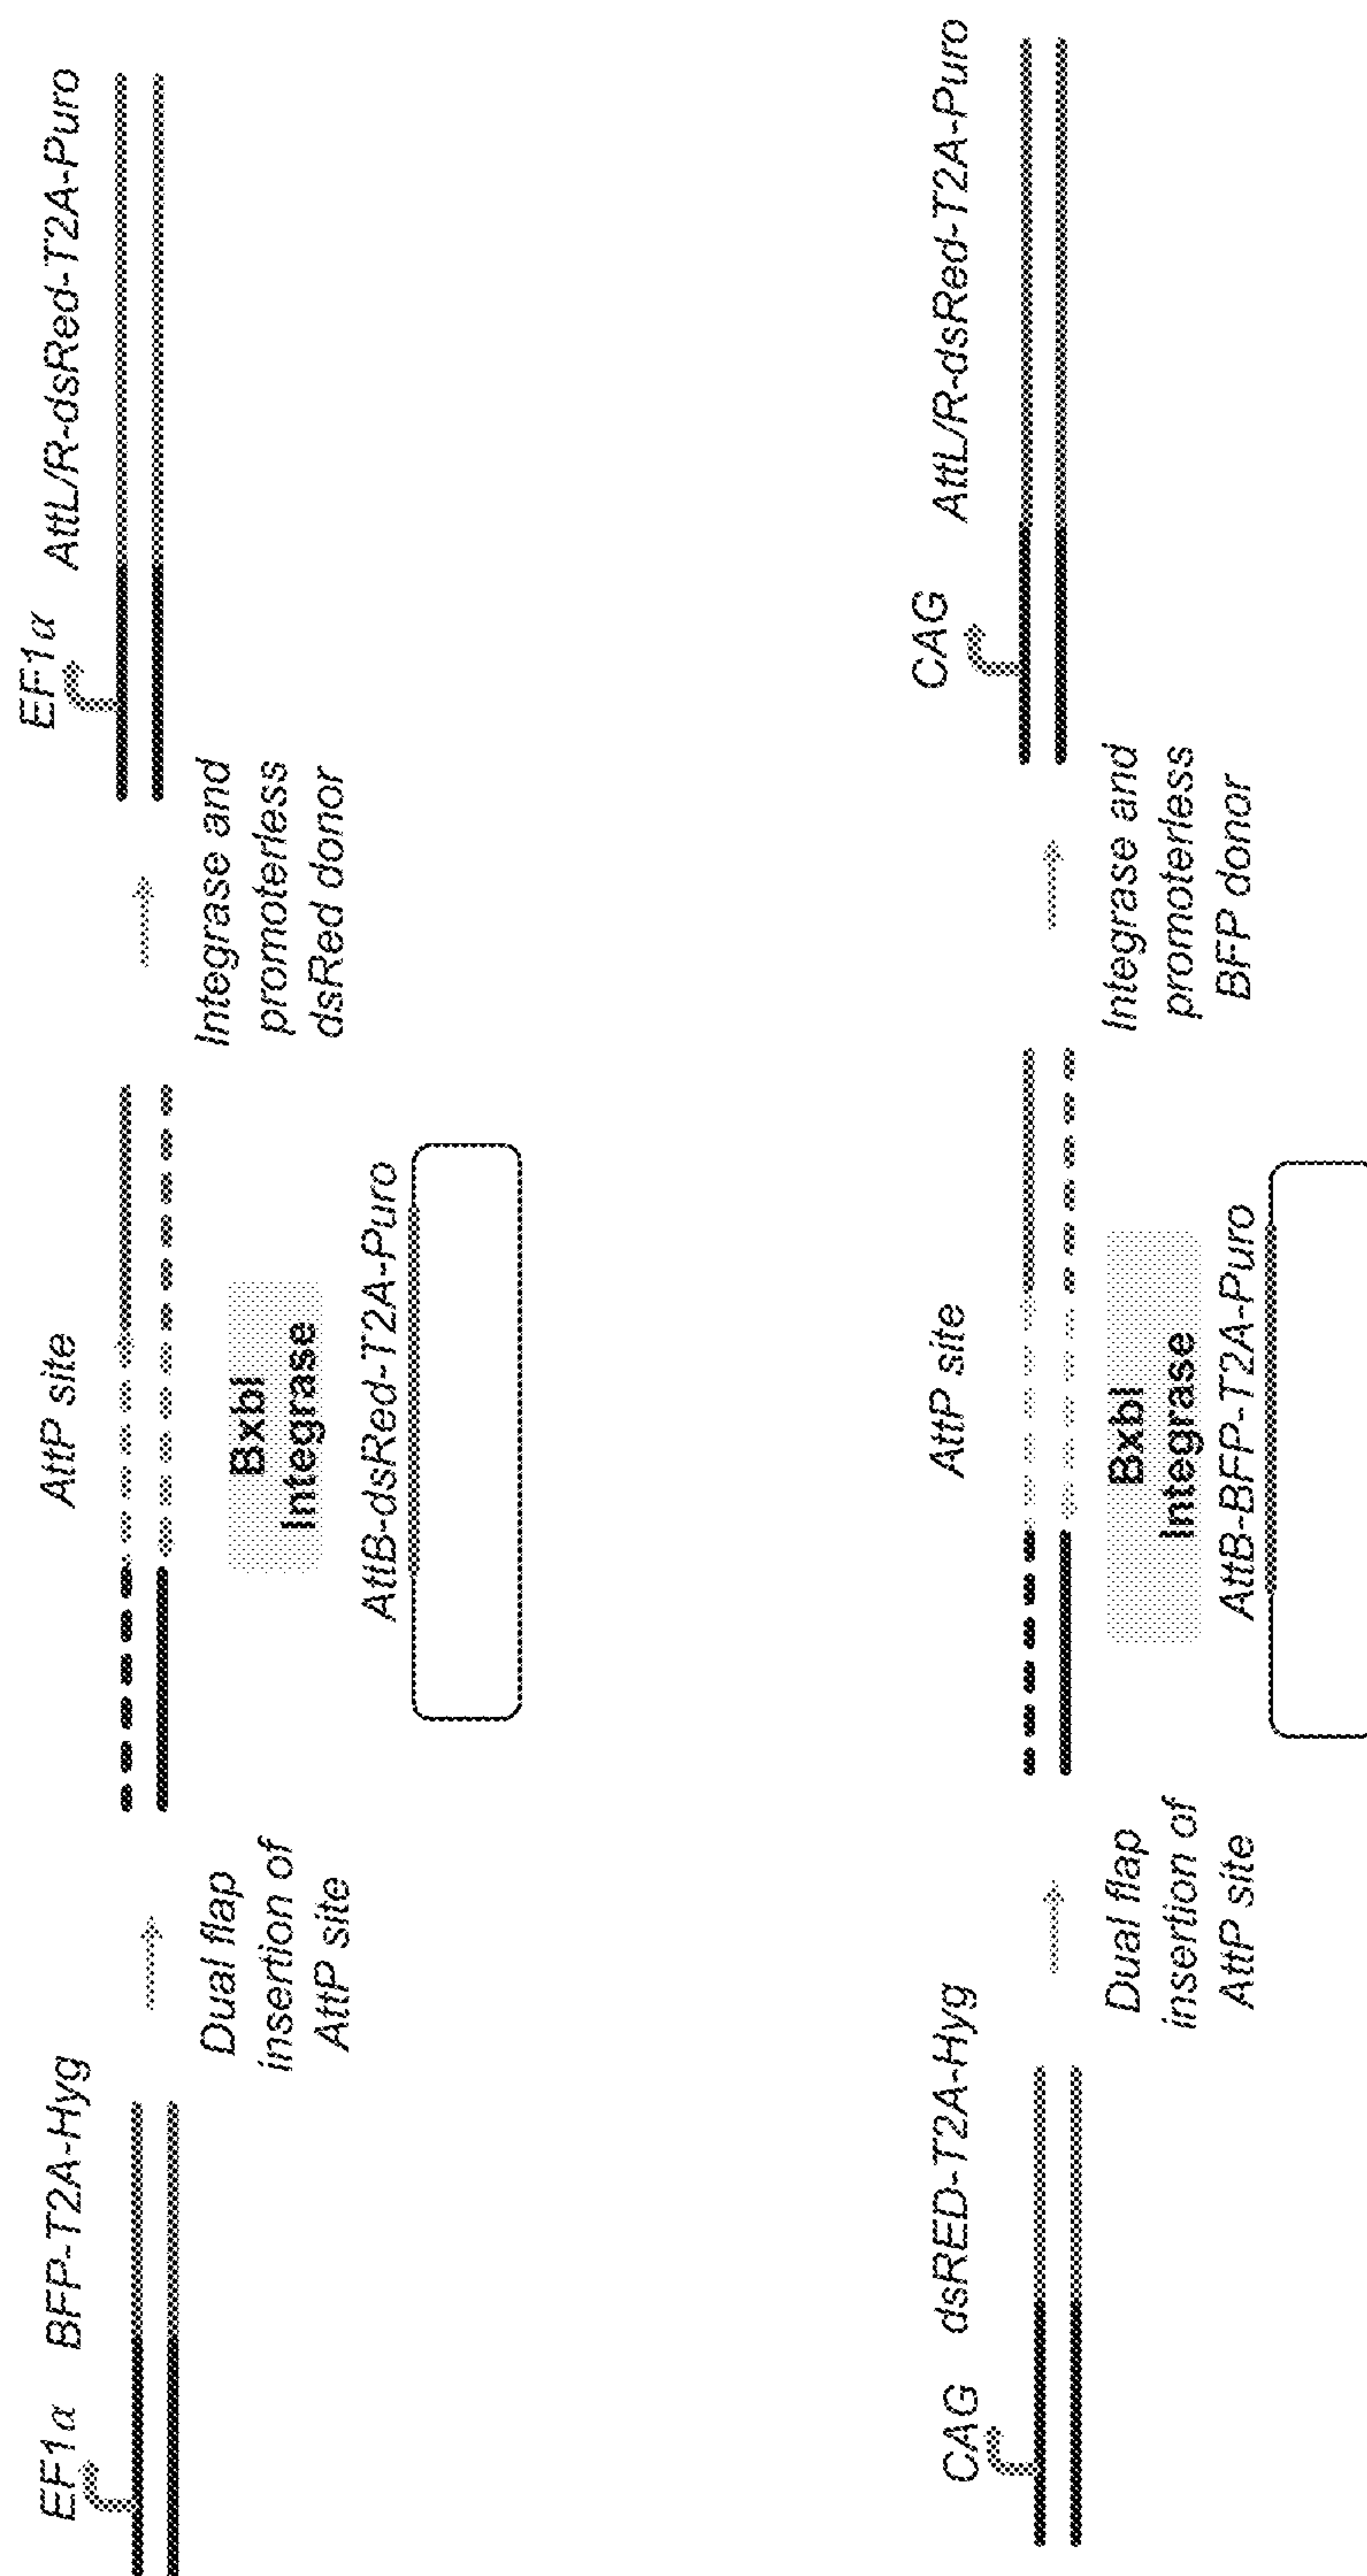 EF1α BFP-T2A-Hyg
Dual flap
insertion of
AttP site
AttP site
BxbI
Integrase
AttB-dsRed-T2A-Puro
Integrase and
promoterless
dsRed donor
EF1α AttL/R-dsRed-T2A-Puro
CAG dsRED-T2A-Hyg
Dual flap
insertion of
AttP site
AttP site
BxbI
Integrase
AttB-BFP-T2A-Puro
Integrase and
promoterless
BFP donor
CAG AttL/R-dsRed-T2A-Puro